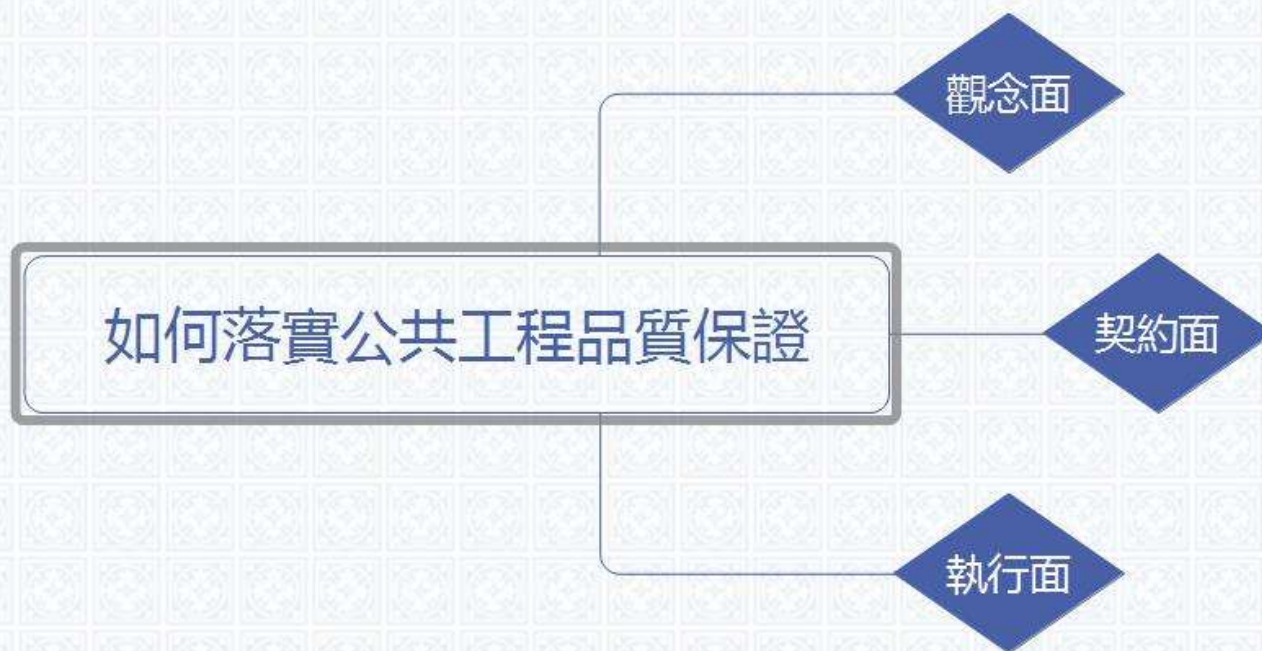 觀念面
如何落實公共工程品質保證
契約面
執行面